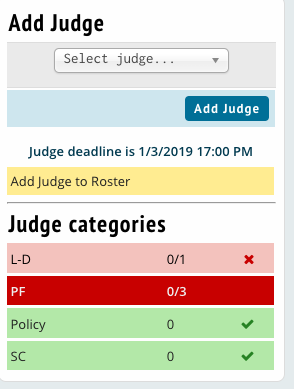 Add Judge
Select judge...
Add Judge
Judge deadline is 1/3/2019 17:00 PM
Add Judge to Roster
Judge categories
L-D 0/1 ✖
PF 0/3
Policy 0 ✔
SC 0 ✔